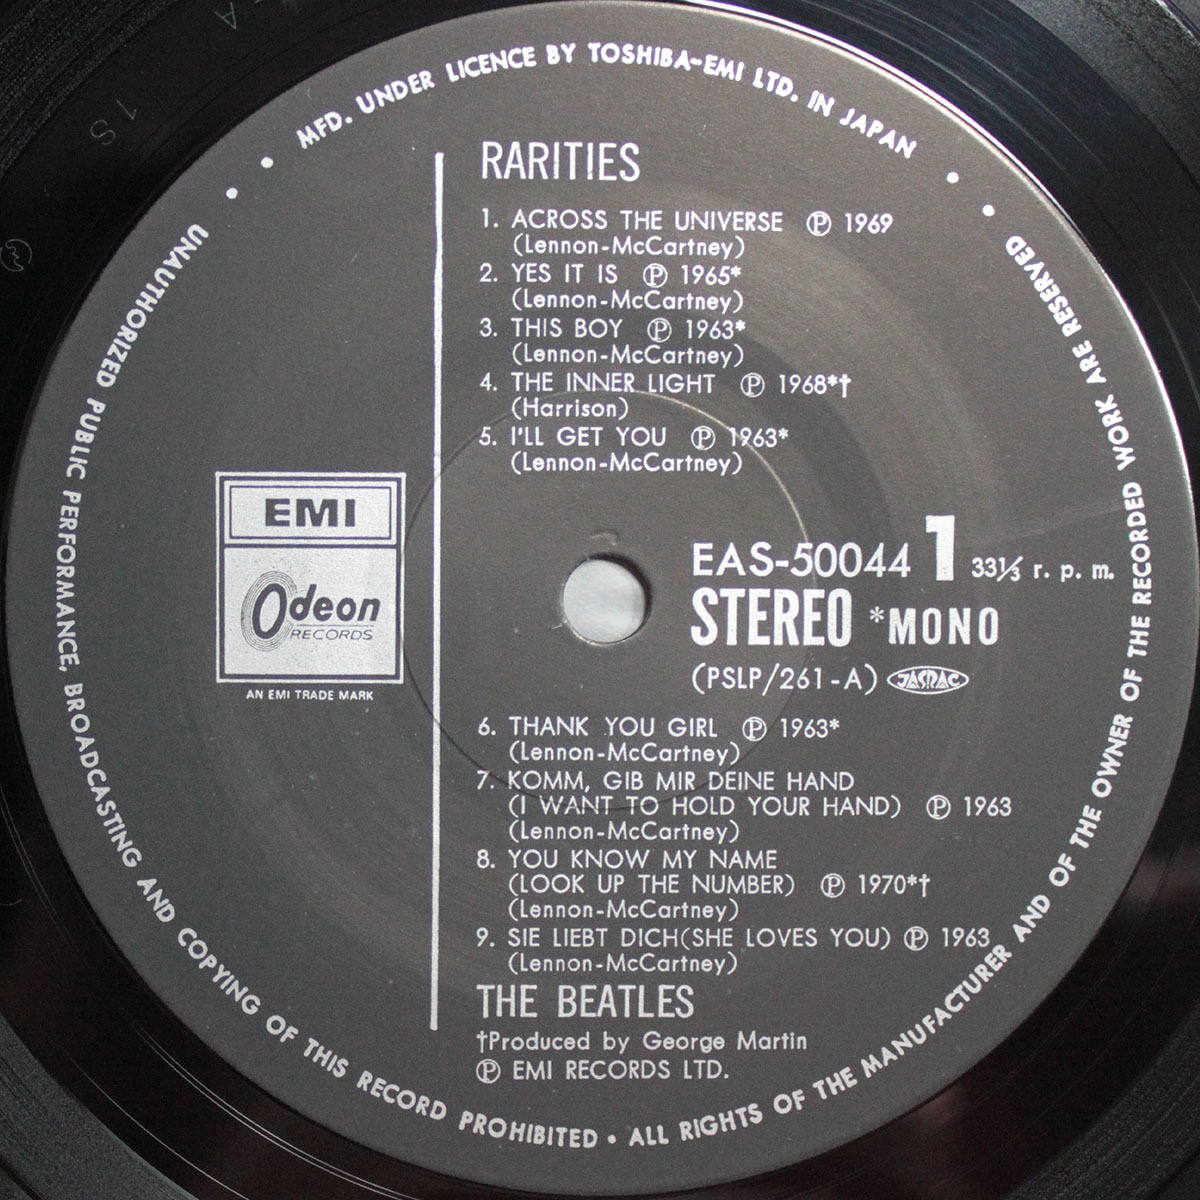 MFD. UNDER LICENCE BY TOSHIBA-EMI LTD. IN JAPAN
RARITIES
1. ACROSS THE UNIVERSE ℗ 1969
(Lennon-McCartney)
2. YES IT IS ℗ 1965*
(Lennon-McCartney)
3. THIS BOY ℗ 1963*
(Lennon-McCartney)
4. THE INNER LIGHT ℗ 1968*†
(Harrison)
5. I'LL GET YOU ℗ 1963*
(Lennon-McCartney)
EMI
Odeon
RECORDS
AN EMI TRADE MARK
EAS-50044 1 33⅓ r. p. m.
STEREO *MONO
(PSLP/261-A) JASRAC
6. THANK YOU GIRL ℗ 1963*
(Lennon-McCartney)
7. KOMM, GIB MIR DEINE HAND
(I WANT TO HOLD YOUR HAND) ℗ 1963
(Lennon-McCartney)
8. YOU KNOW MY NAME
(LOOK UP THE NUMBER) ℗ 1970*†
(Lennon-McCartney)
9. SIE LIEBT DICH(SHE LOVES YOU) ℗ 1963
(Lennon-McCartney)
THE BEATLES
†Produced by George Martin
℗ EMI RECORDS LTD.
UNAUTHORIZED PUBLIC PERFORMANCE, BROADCASTING AND COPYING OF THIS RECORD PROHIBITED • ALL RIGHTS OF THE MANUFACTURER AND OF THE OWNER OF THE RECORDED WORK ARE RESERVED
1S